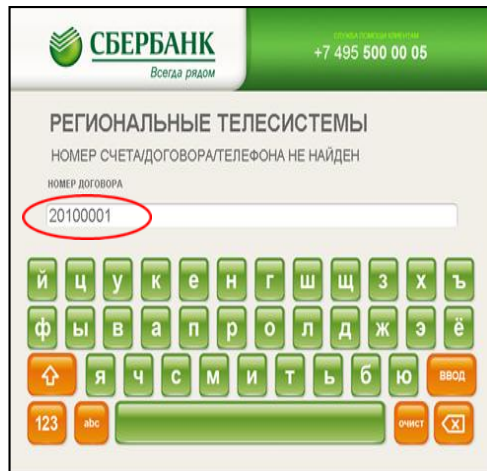 СБЕРБАНК
Всегда рядом
СЛУЖБА ПОМОЩИ КЛИЕНТАМ
+7 495 500 00 05
РЕГИОНАЛЬНЫЕ ТЕЛЕСИСТЕМЫ
НОМЕР СЧЕТА/ДОГОВОРА/ТЕЛЕФОНА НЕ НАЙДЕН
НОМЕР ДОГОВОРА
20100001
й ц у к е н г ш щ з х ъ
ф ы в а п р о л д ж э ё
я ч с м и т ь б ю ВВОД
123 abc очист